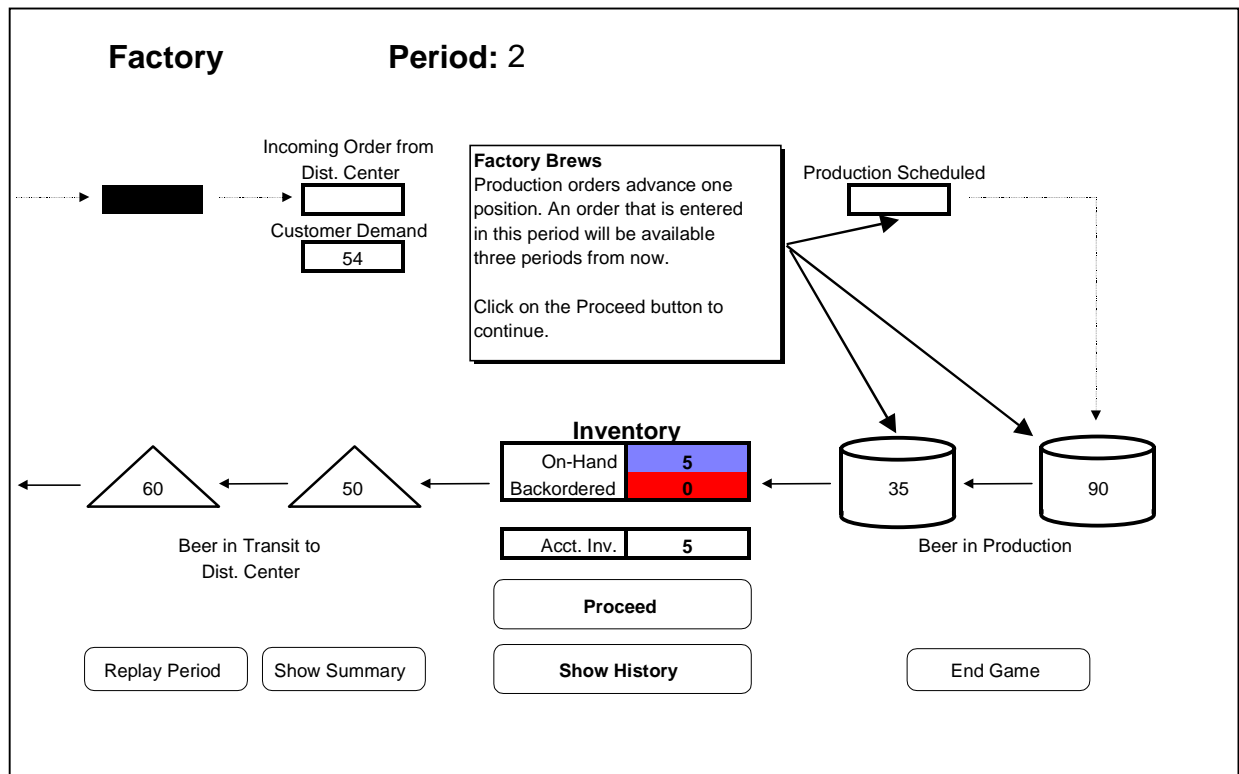 Factory Period: 2
Incoming Order from
Dist. Center
Customer Demand
54
Factory Brews
Production orders advance one
position. An order that is entered
in this period will be available
three periods from now.
Click on the Proceed button to
continue.
Production Scheduled
Inventory
On-Hand 5
Backordered 0
Acct. Inv. 5
60
50
35
90
Beer in Transit to
Dist. Center
Beer in Production
Proceed
Replay Period
Show Summary
Show History
End Game